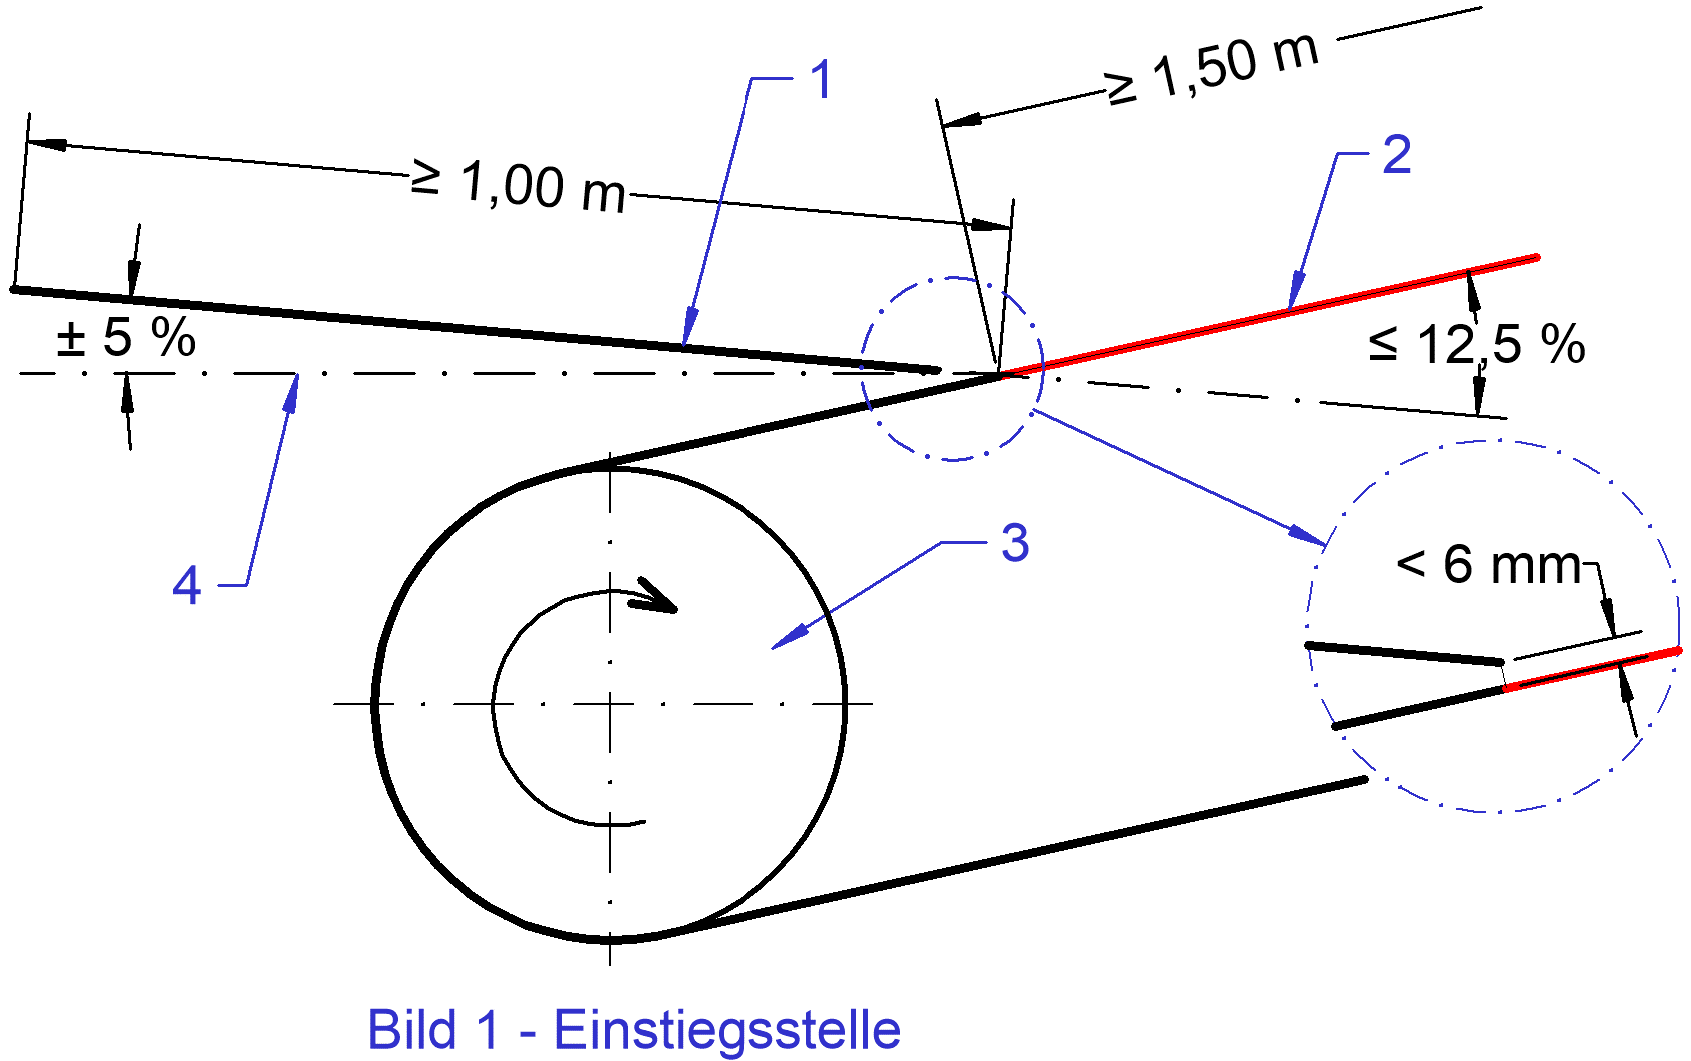 ≥ 1,50 m
1
≥ 1,00 m
2
± 5 %
≤ 12,5 %
4
3
< 6 mm
Bild 1 - Einstiegsstelle